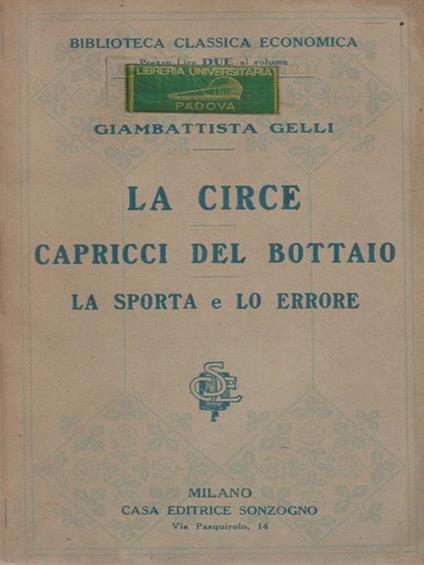 BIBLIOTECA CLASSICA ECONOMICA
Prezzo Lire DUE al volume
LIBRERIA UNIVERSITARIA
PADOVA
GIAMBATTISTA GELLI
LA CIRCE
CAPRICCI DEL BOTTAIO
LA SPORTA e LO ERRORE
MILANO
CASA EDITRICE SONZOGNO
Via Pasquirolo, 14